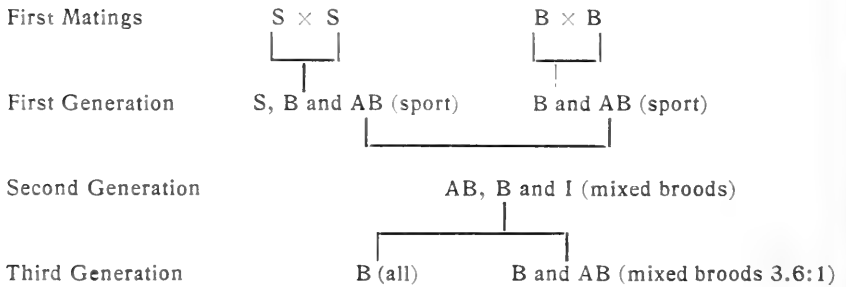 First Matings S × S B × B
First Generation S, B and AB (sport) B and AB (sport)
Second Generation AB, B and I (mixed broods)
Third Generation B (all) B and AB (mixed broods 3.6:1)